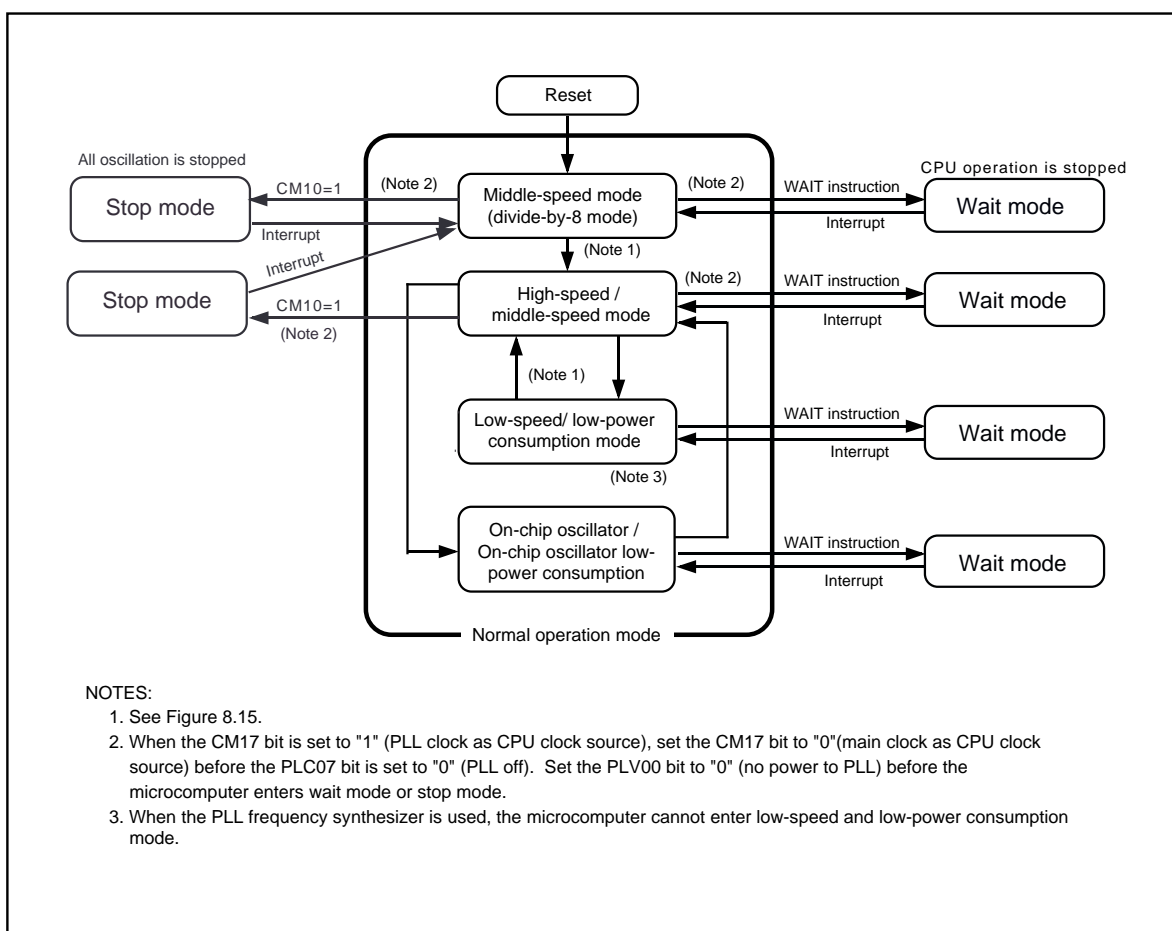 Reset
All oscillation is stopped
CPU operation is stopped
Stop mode
CM10=1
(Note 2)
Middle-speed mode
(divide-by-8 mode)
(Note 2)
WAIT instruction
Wait mode
Interrupt
Interrupt
Interrupt
(Note 1)
Stop mode
CM10=1
(Note 2)
High-speed /
middle-speed mode
(Note 2)
WAIT instruction
Wait mode
Interrupt
(Note 1)
Low-speed/ low-power
consumption mode
WAIT instruction
Wait mode
Interrupt
(Note 3)
On-chip oscillator /
On-chip oscillator low-
power consumption
WAIT instruction
Wait mode
Interrupt
Normal operation mode
NOTES:
1. See Figure 8.15.
2. When the CM17 bit is set to "1" (PLL clock as CPU clock source), set the CM17 bit to "0"(main clock as CPU clock
source) before the PLC07 bit is set to "0" (PLL off). Set the PLV00 bit to "0" (no power to PLL) before the
microcomputer enters wait mode or stop mode.
3. When the PLL frequency synthesizer is used, the microcomputer cannot enter low-speed and low-power consumption
mode.